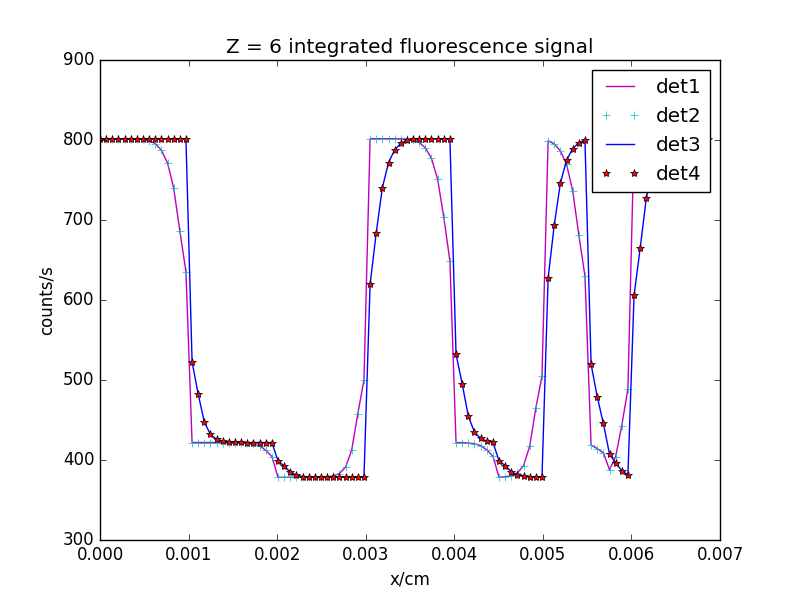 Z = 6 integrated fluorescence signal
900
800
700
600
500
400
300
counts/s
det1
det2
det3
det4
0.000 0.001 0.002 0.003 0.004 0.005 0.006 0.007
x/cm